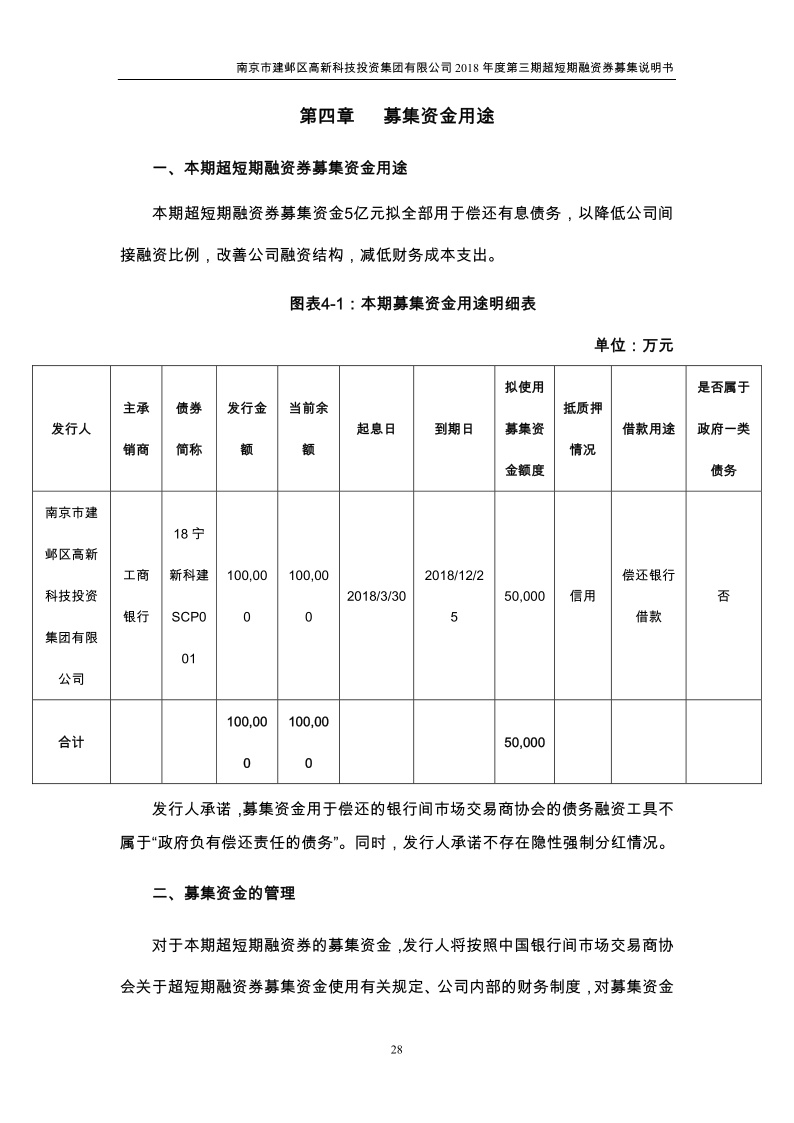 南京市建邺区高新科技投资集团有限公司 2018 年度第三期超短期融资券募集说明书
第四章 募集资金用途
一、本期超短期融资券募集资金用途
本期超短期融资券募集资金5亿元拟全部用于偿还有息债务，以降低公司间
接融资比例，改善公司融资结构，减低财务成本支出。
图表4-1：本期募集资金用途明细表
单位：万元
发行人
主承
销商
债券
简称
发行金
额
当前余
额
起息日
到期日
拟使用
募集资
金额度
抵质押
情况
借款用途
是否属于
政府一类
债务
南京市建
邺区高新
科技投资
集团有限
公司
工商
银行
18 宁
新科建
SCP0
01
100,00
0
100,00
0
2018/3/30
2018/12/2
5
50,000
信用
偿还银行
借款
否
合计
100,00
0
100,00
0
50,000
发行人承诺，募集资金用于偿还的银行间市场交易商协会的债务融资工具不
属于“政府负有偿还责任的债务”。同时，发行人承诺不存在隐性强制分红情况。
二、募集资金的管理
对于本期超短期融资券的募集资金，发行人将按照中国银行间市场交易商协
会关于超短期融资券募集资金使用有关规定、公司内部的财务制度，对募集资金
28